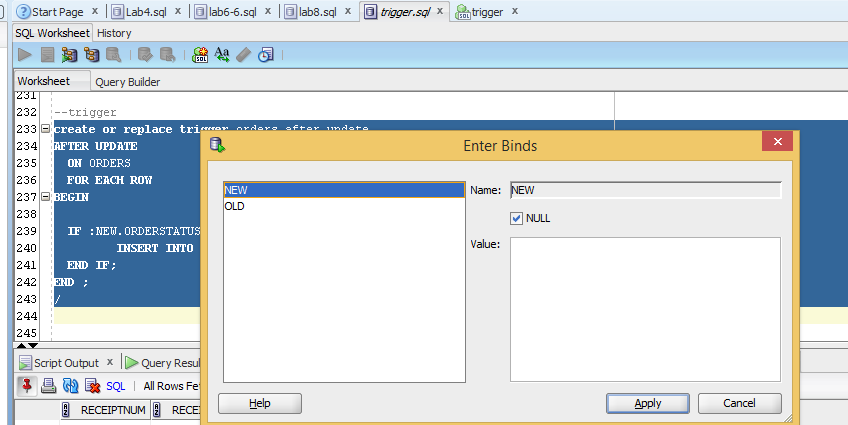 Start Page x Lab4.sql x lab6-6.sql x lab8.sql x trigger.sql x trigger x
SQL Worksheet History
Worksheet Query Builder
231
232 --trigger
233 create or replace trigger orders_after_update
234 AFTER UPDATE
235 ON ORDERS
236 FOR EACH ROW
237 BEGIN
238
239 IF :NEW.ORDERSTATUS
240 INSERT INTO
241 END IF;
242 END ;
243 /
244
245
Enter Binds
x
NEW
OLD
Name: NEW
NULL
Value:
Help Apply Cancel
Script Output x Query Resu
SQL All Rows Fe
RECEIPTNUM RECE